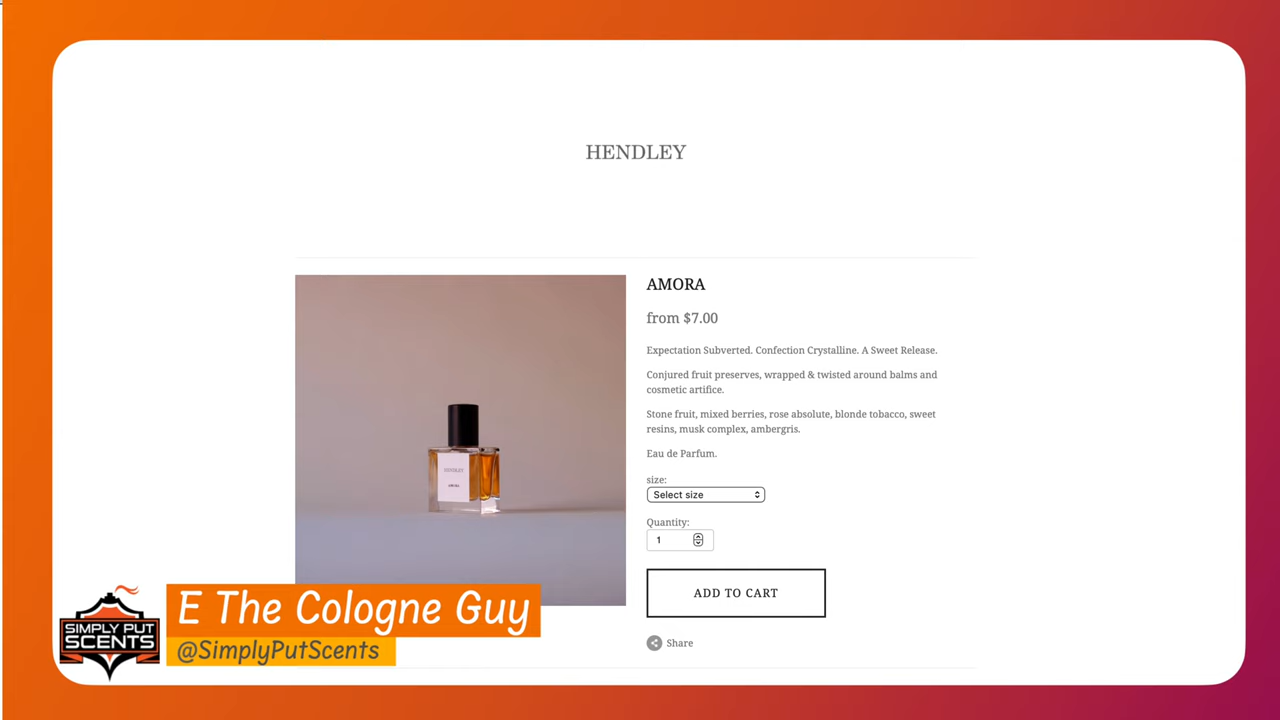 HENDLEY
AMORA
from $7.00
Expectation Subverted. Confection Crystalline. A Sweet Release.
Conjured fruit preserves, wrapped & twisted around balms and
cosmetic artifice.
Stone fruit, mixed berries, rose absolute, blonde tobacco, sweet
resins, musk complex, ambergris.
Eau de Parfum.
size:
Select size
Quantity:
1
ADD TO CART
Share
HENDLEY
SIMPLY PUT
SCENTS
E The Cologne Guy
@SimplyPutScents